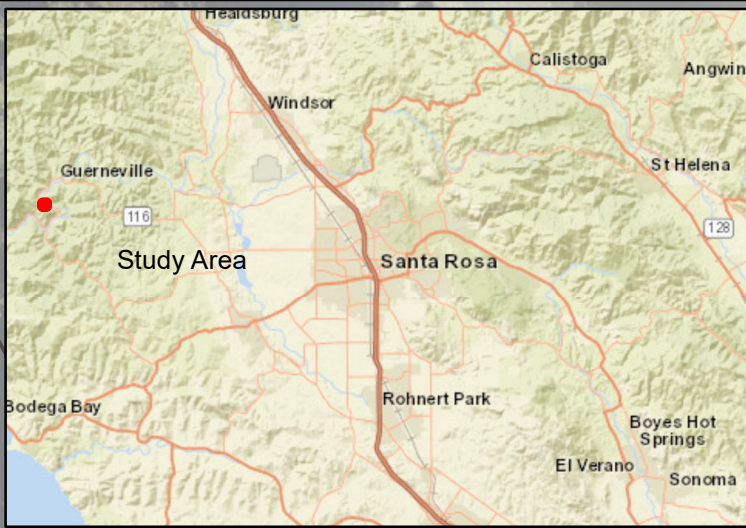 Healdsburg
Calistoga
Angwin
Windsor
St Helena
Guerneville
116
128
Study Area
Santa Rosa
Rohnert Park
Bodega Bay
Boyes Hot
Springs
El Verano
Sonoma